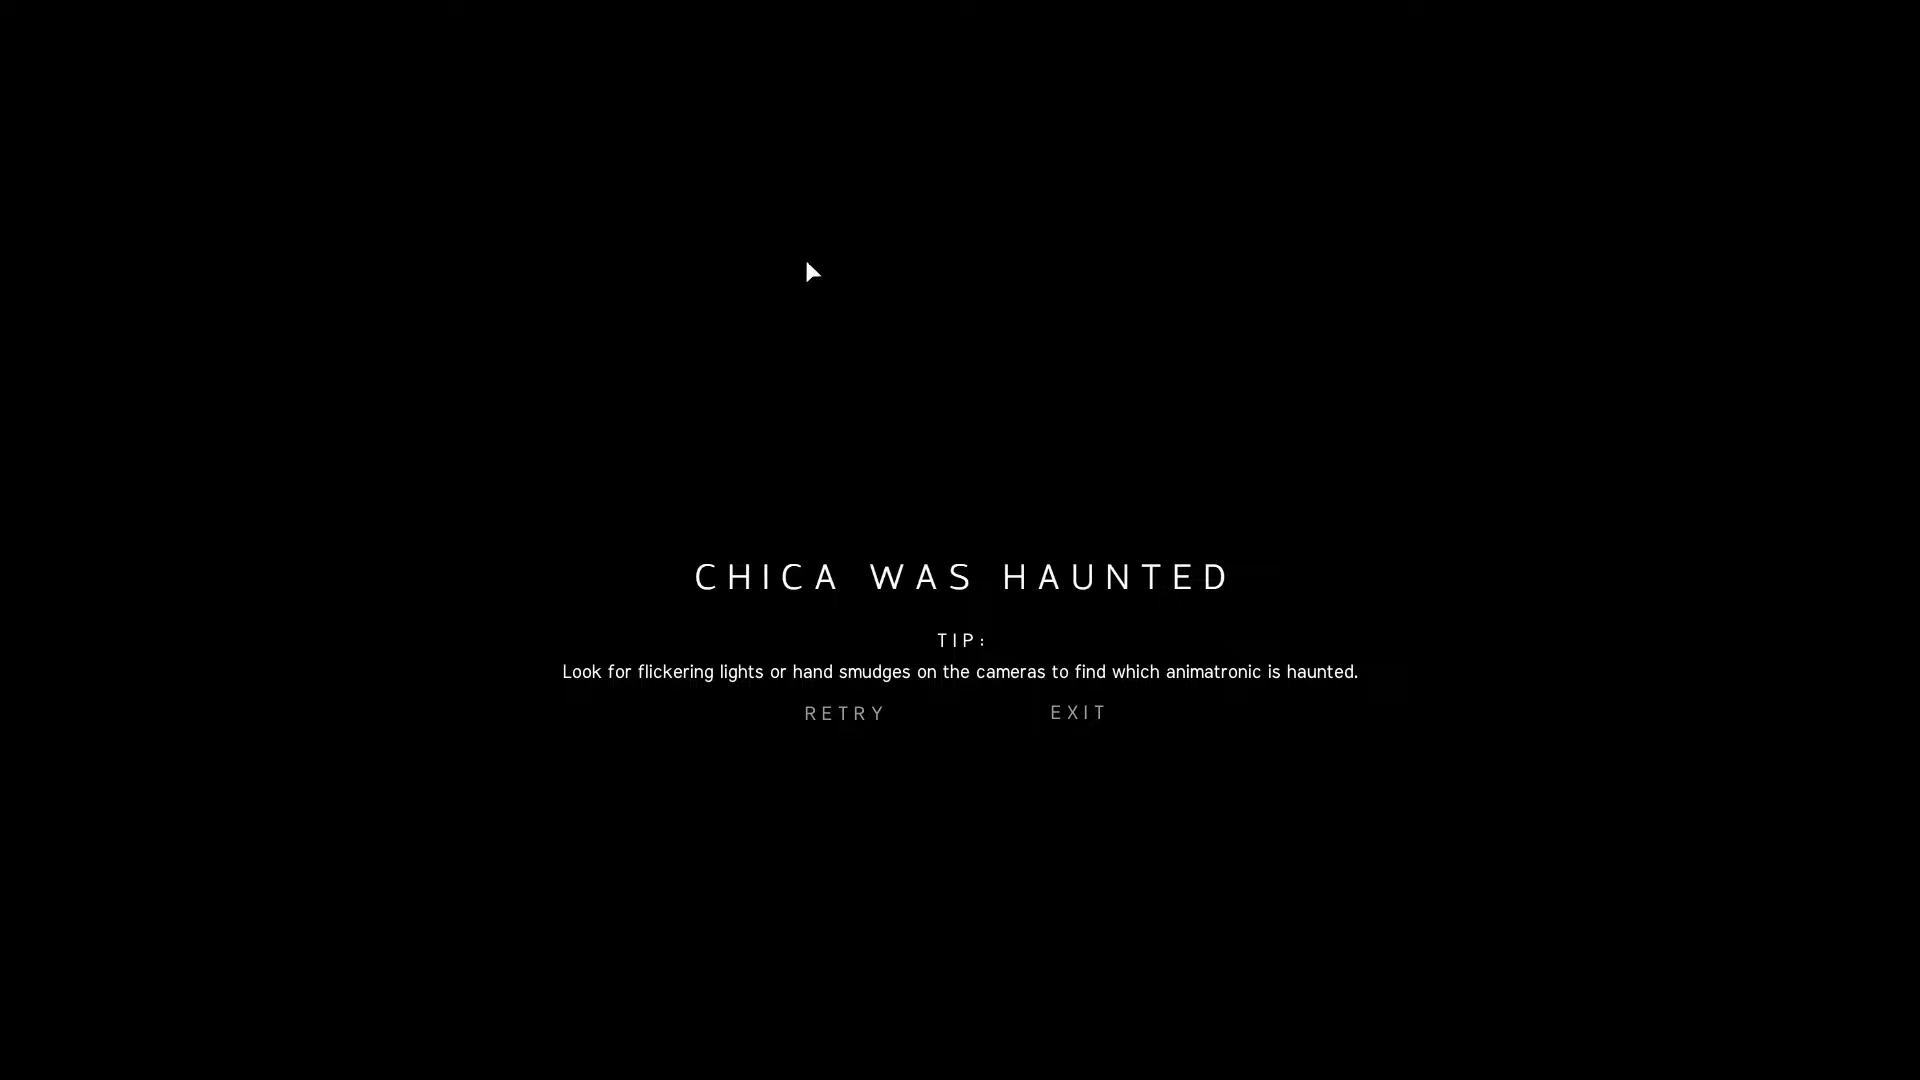 CHICA WAS HAUNTED
TIP:
Look for flickering lights or hand smudges on the cameras to find which animatronic is haunted.
RETRY EXIT